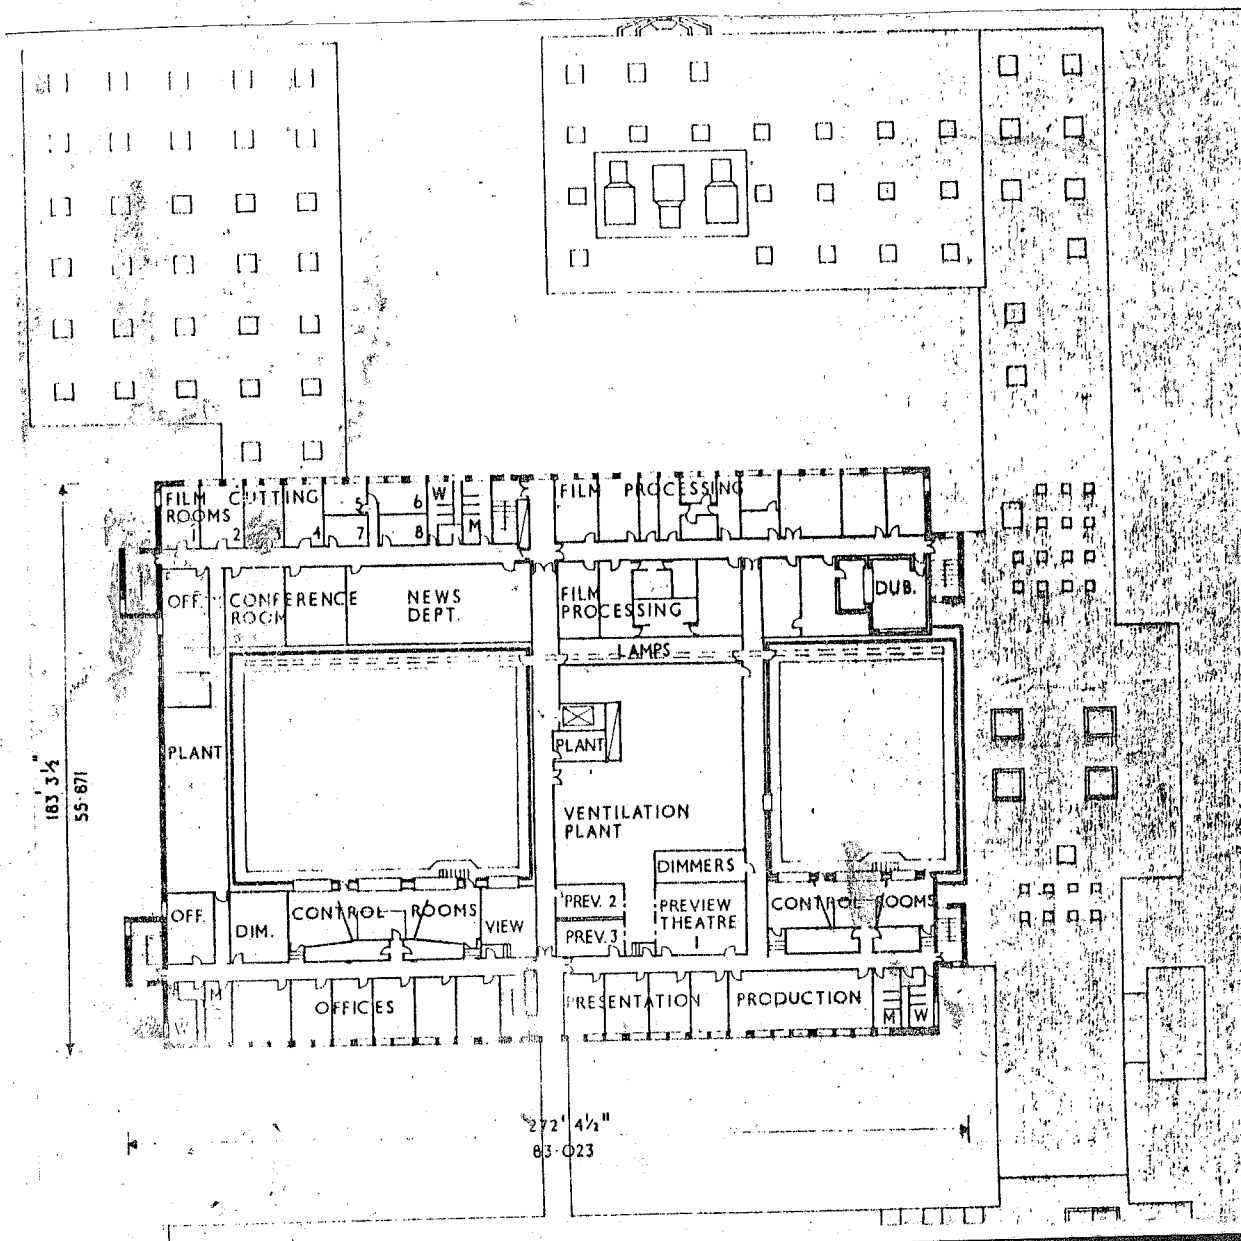 FILM CUTTING
ROOMS
1 2 3 4 5 6 7 8
W
M
FILM PROCESSING
OFF.
CONFERENCE
ROOM
NEWS
DEPT.
FILM
PROCESSING
DUB.
LAMPS
PLANT
PLANT
VENTILATION
PLANT
DIMMERS
OFF.
DIM.
CONTROL ROOMS
VIEW
PREV. 2
PREV. 3
PREVIEW
THEATRE
1
CONTROL ROOMS
W
M
OFFICES
PRESENTATION
PRODUCTION
M
W
183' 3½"
55·871
272' 4½"
83·023